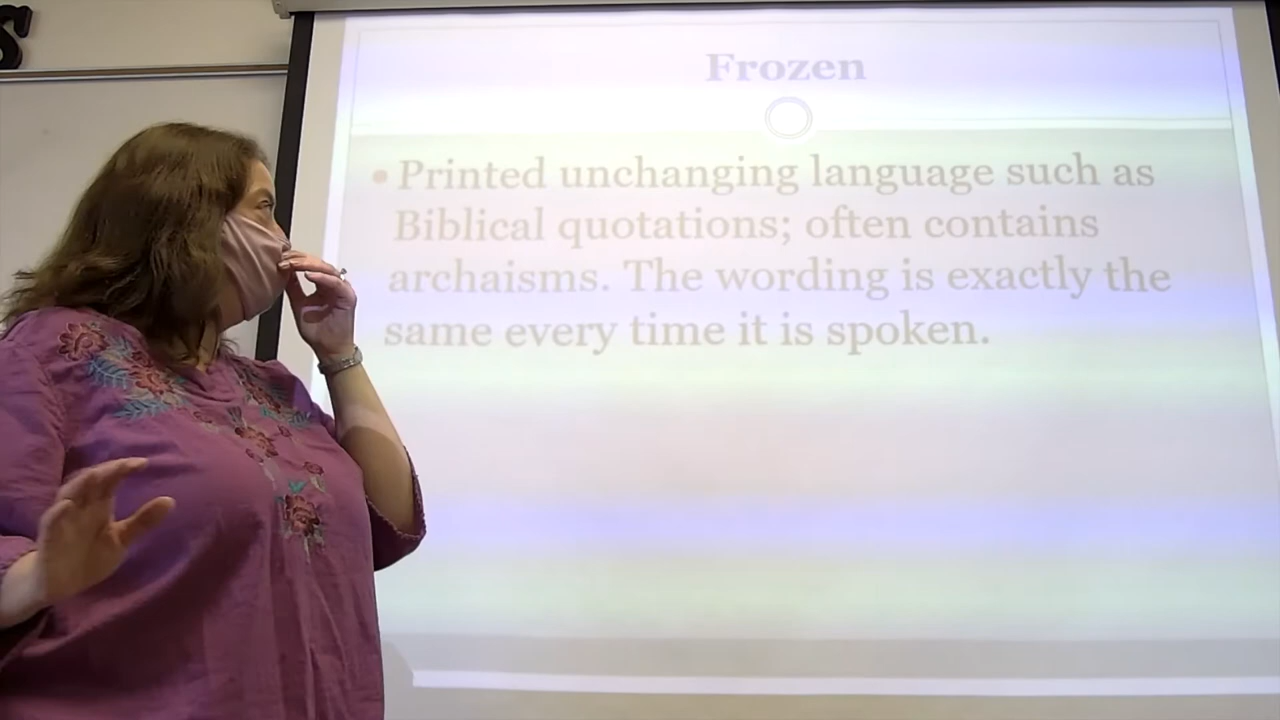 Frozen
• Printed unchanging language such as
Biblical quotations; often contains
archaisms. The wording is exactly the
same every time it is spoken.